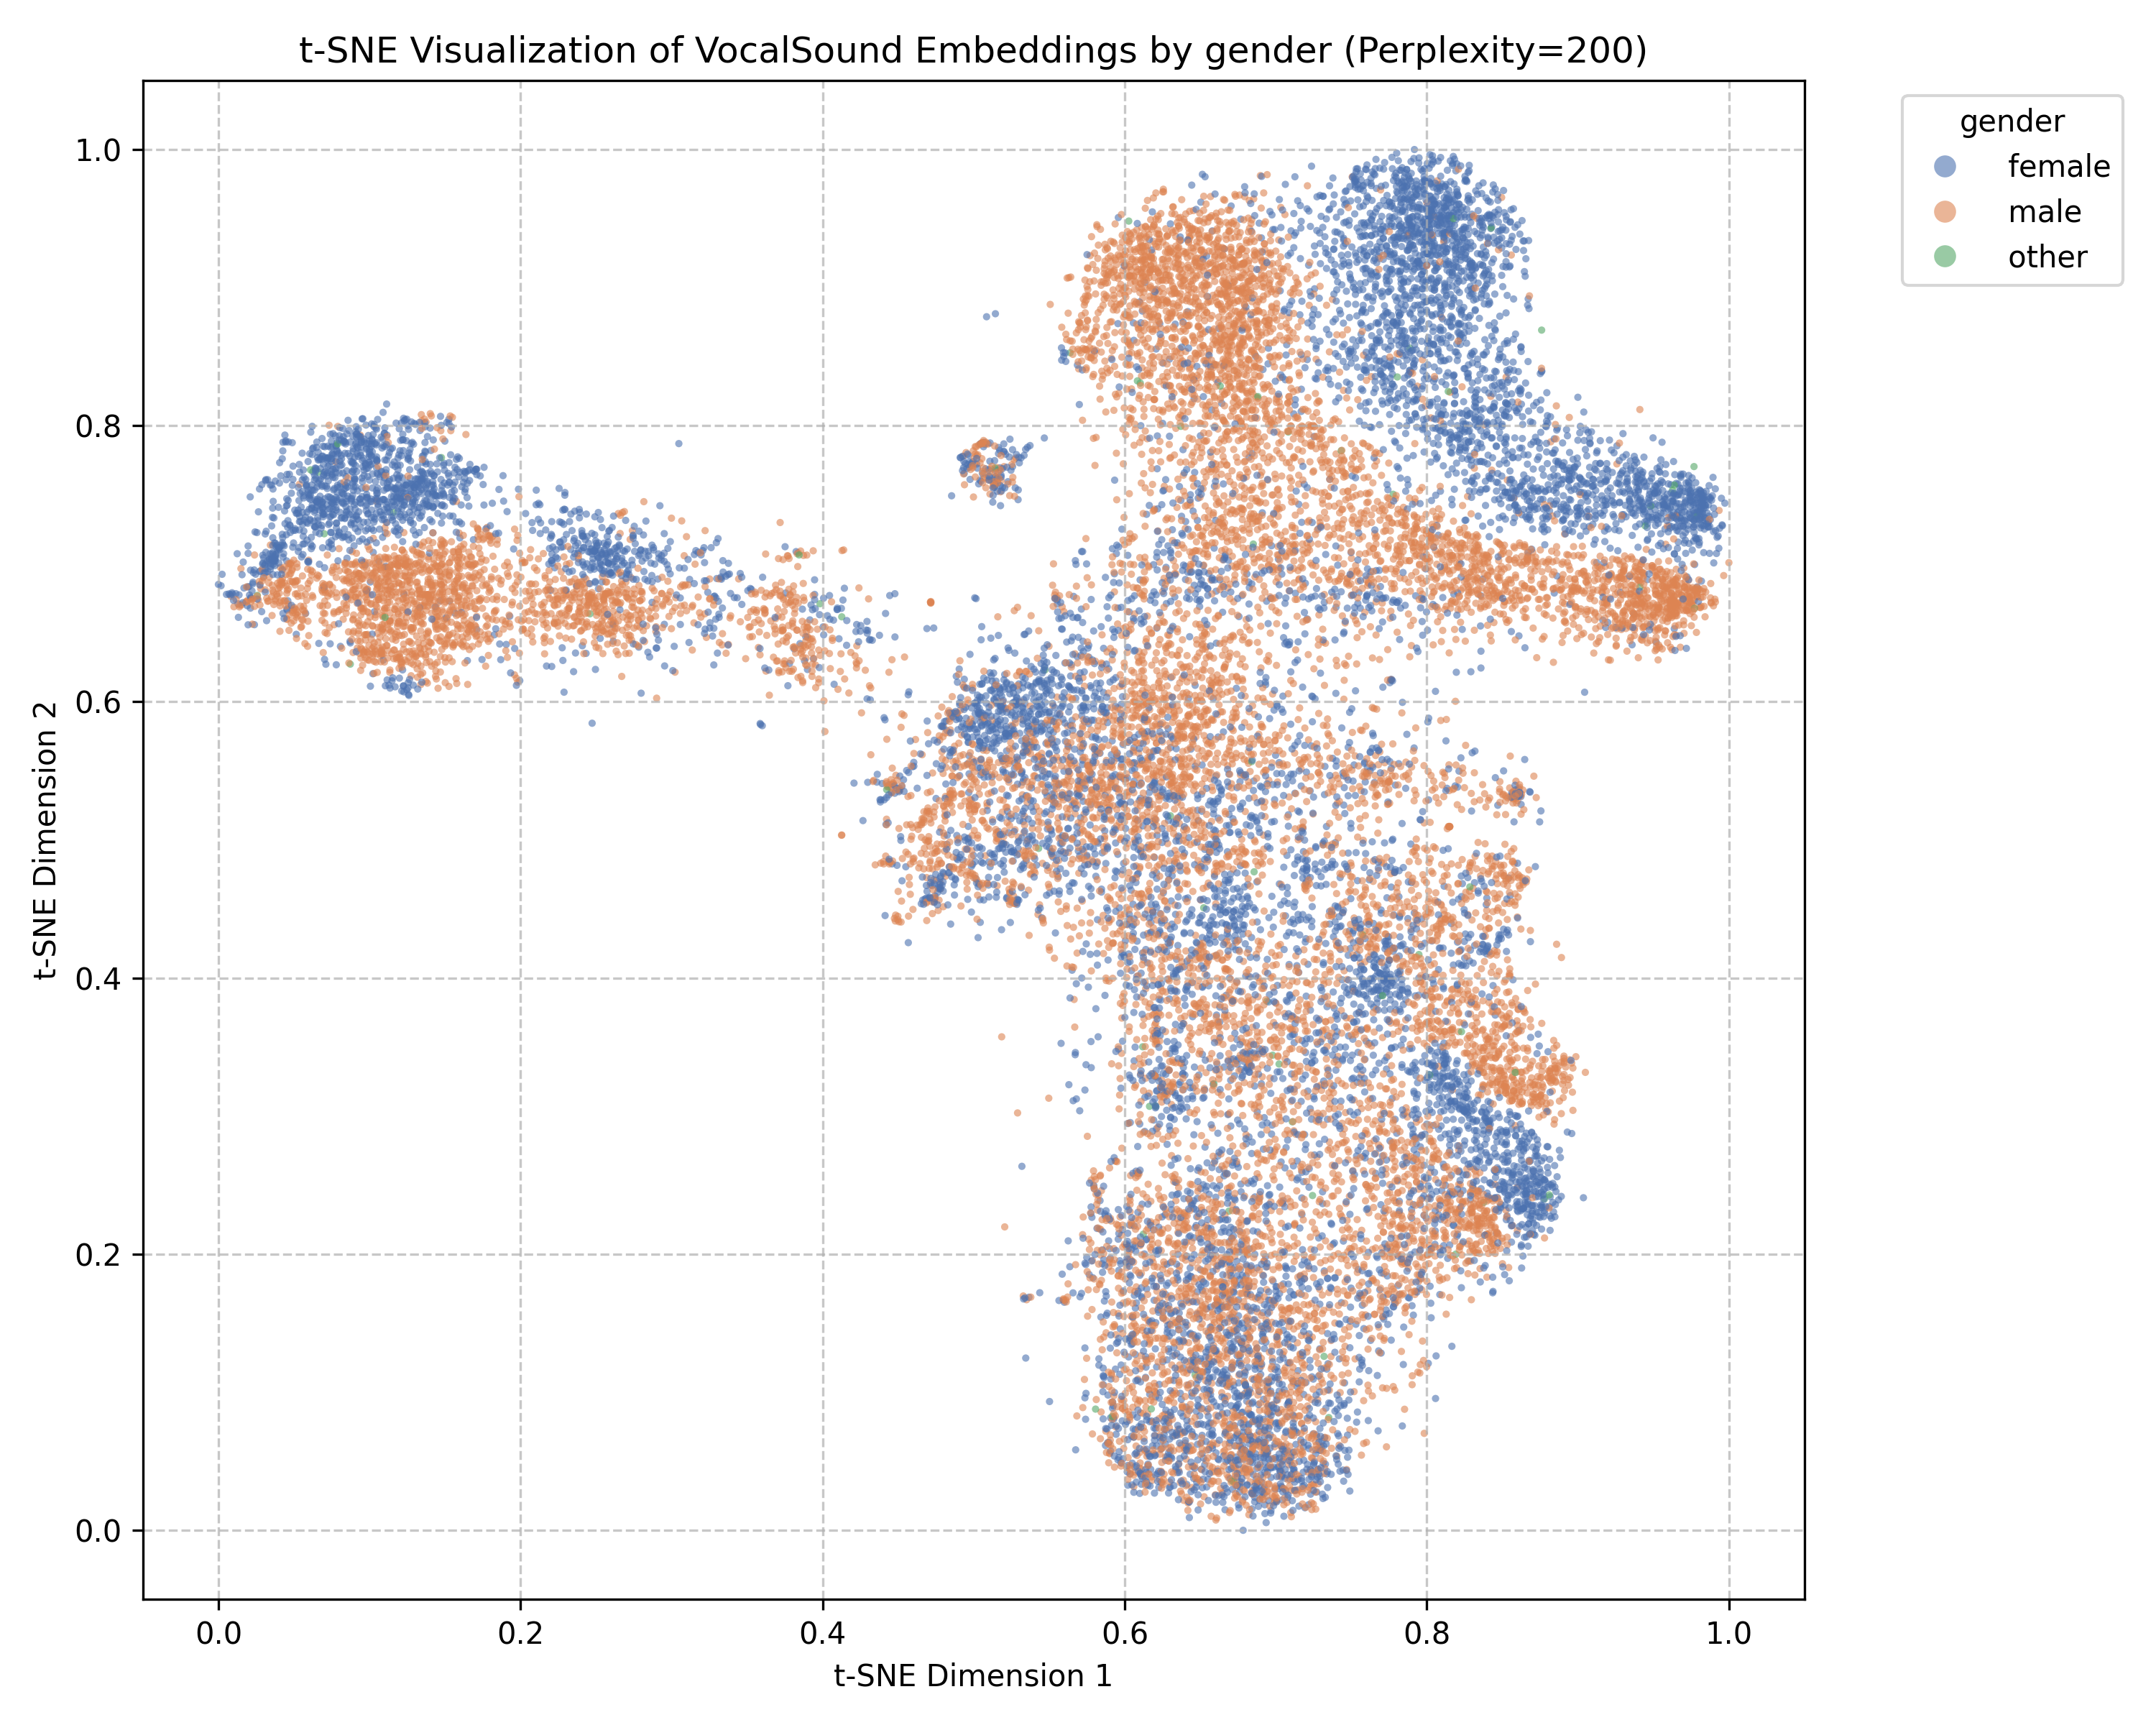 t-SNE Visualization of VocalSound Embeddings by gender (Perplexity=200)
gender
female
male
other
t-SNE Dimension 2
1.0
0.8
0.6
0.4
0.2
0.0
0.0 0.2 0.4 0.6 0.8 1.0
t-SNE Dimension 1